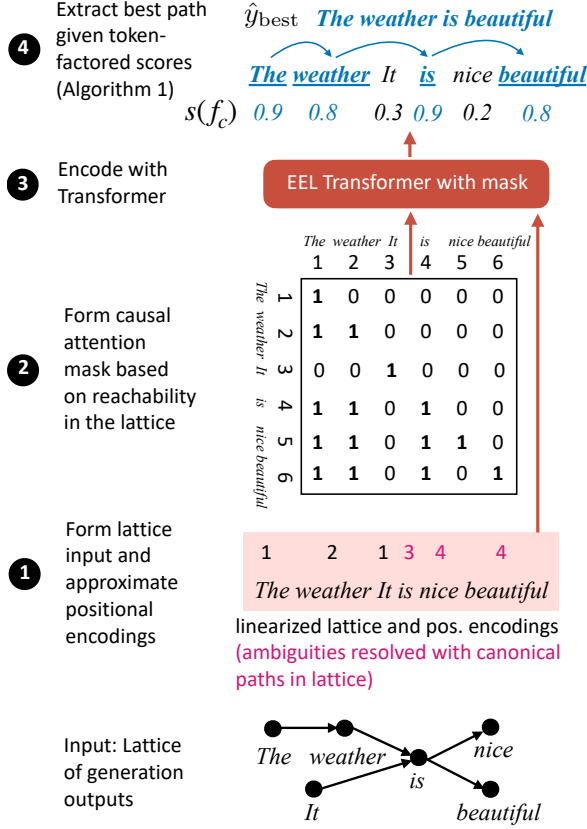 4
Extract best path
given token-
factored scores
(Algorithm 1)
ŷbest The weather is beautiful
The weather It is nice beautiful
s(fc) 0.9 0.8 0.3 0.9 0.2 0.8
3
Encode with
Transformer
EEL Transformer with mask
The weather It is nice beautiful
1 2 3 4 5 6
2
Form causal
attention
mask based
on reachability
in the lattice
The weather It is nice beautiful
1 1 0 0 0 0 0
2 1 1 0 0 0 0
3 0 0 1 0 0 0
4 1 1 0 1 0 0
5 1 1 0 1 1 0
6 1 1 0 1 0 1
1
Form lattice
input and
approximate
positional
encodings
1 2 1 3 4 4
The weather It is nice beautiful
linearized lattice and pos. encodings
(ambiguities resolved with canonical
paths in lattice)
Input: Lattice
of generation
outputs
The weather is nice
It beautiful